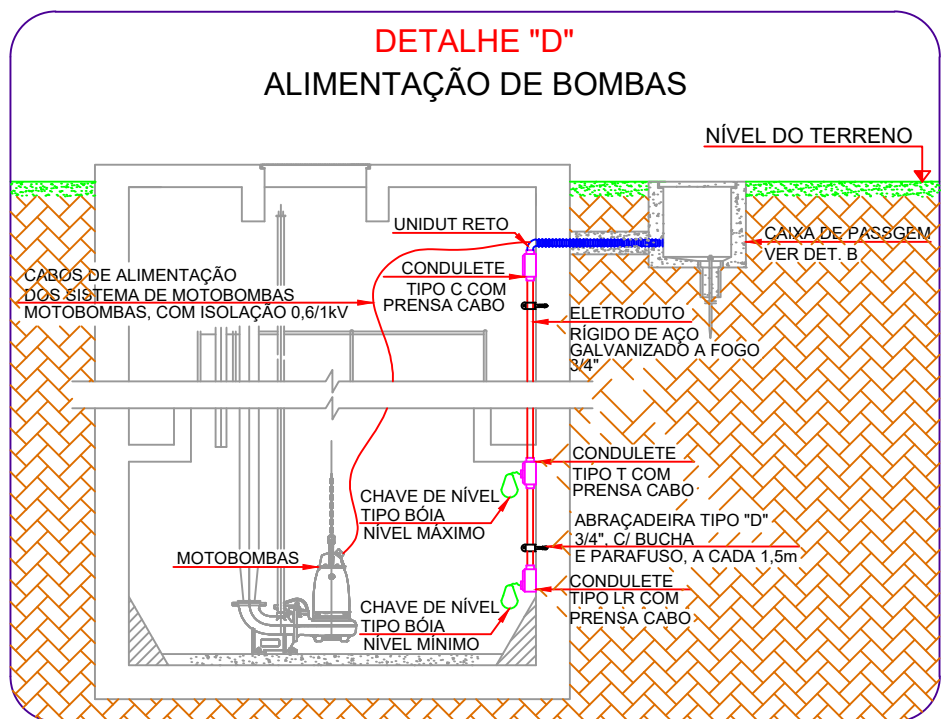 DETALHE "D"
ALIMENTAÇÃO DE BOMBAS
NÍVEL DO TERRENO
UNIDUT RETO
CAIXA DE PASSGEM
VER DET. B
CABOS DE ALIMENTAÇÃO
DOS SISTEMA DE MOTOBOMBAS
MOTOBOMBAS, COM ISOLAÇÃO 0,6/1kV
CONDULETE
TIPO C COM
PRENSA CABO
ELETRODUTO
RÍGIDO DE AÇO
GALVANIZADO A FOGO
3/4"
CONDULETE
TIPO T COM
PRENSA CABO
CHAVE DE NÍVEL
TIPO BÓIA
NÍVEL MÁXIMO
ABRAÇADEIRA TIPO "D"
3/4", C/ BUCHA
E PARAFUSO, A CADA 1,5m
MOTOBOMBAS
CONDULETE
TIPO LR COM
PRENSA CABO
CHAVE DE NÍVEL
TIPO BÓIA
NÍVEL MÍNIMO